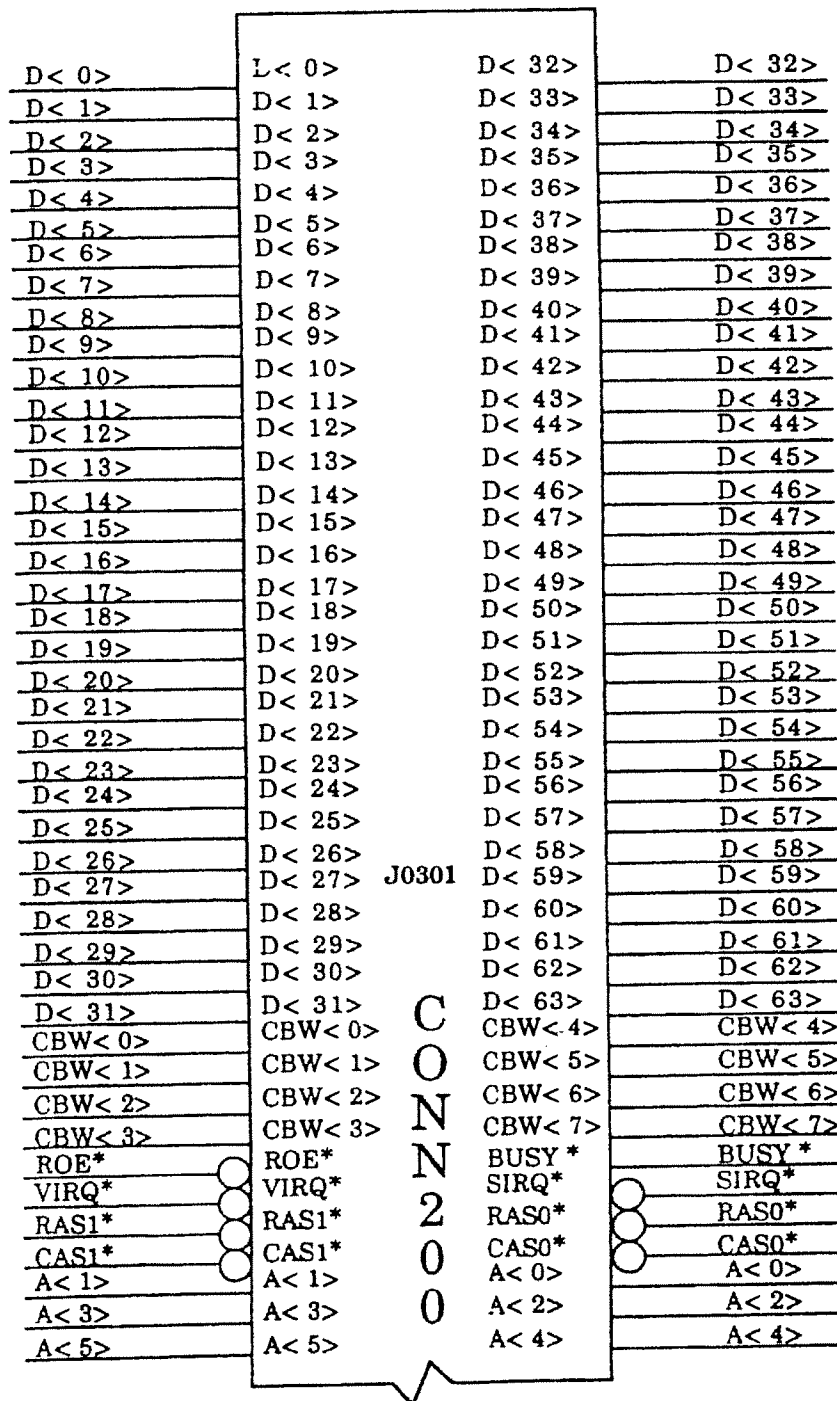 D< 0> L< 0> D< 32> D< 32>
D< 1> D< 1> D< 33> D< 33>
D< 2> D< 2> D< 34> D< 34>
D< 3> D< 3> D< 35> D< 35>
D< 4> D< 4> D< 36> D< 36>
D< 5> D< 5> D< 37> D< 37>
D< 6> D< 6> D< 38> D< 38>
D< 7> D< 7> D< 39> D< 39>
D< 8> D< 8> D< 40> D< 40>
D< 9> D< 9> D< 41> D< 41>
D< 10> D< 10> D< 42> D< 42>
D< 11> D< 11> D< 43> D< 43>
D< 12> D< 12> D< 44> D< 44>
D< 13> D< 13> D< 45> D< 45>
D< 14> D< 14> D< 46> D< 46>
D< 15> D< 15> D< 47> D< 47>
D< 16> D< 16> D< 48> D< 48>
D< 17> D< 17> D< 49> D< 49>
D< 18> D< 18> D< 50> D< 50>
D< 19> D< 19> D< 51> D< 51>
D< 20> D< 20> D< 52> D< 52>
D< 21> D< 21> D< 53> D< 53>
D< 22> D< 22> D< 54> D< 54>
D< 23> D< 23> D< 55> D< 55>
D< 24> D< 24> D< 56> D< 56>
D< 25> D< 25> D< 57> D< 57>
D< 26> D< 26> D< 58> D< 58>
D< 27> D< 27> J0301 D< 59> D< 59>
D< 28> D< 28> D< 60> D< 60>
D< 29> D< 29> D< 61> D< 61>
D< 30> D< 30> D< 62> D< 62>
D< 31> D< 31> D< 63> D< 63>
CBW< 0> CBW< 0> CBW< 4> CBW< 4>
CBW< 1> CBW< 1> CBW< 5> CBW< 5>
CBW< 2> CBW< 2> CBW< 6> CBW< 6>
CBW< 3> CBW< 3> CBW< 7> CBW< 7>
ROE* ROE* BUSY* BUSY*
VIRQ* VIRQ* SIRQ* SIRQ*
RAS1* RAS1* RAS0* RAS0*
CAS1* CAS1* CAS0* CAS0*
A< 1> A< 1> A< 0> A< 0>
A< 3> A< 3> A< 2> A< 2>
A< 5> A< 5> A< 4> A< 4>
CONN200